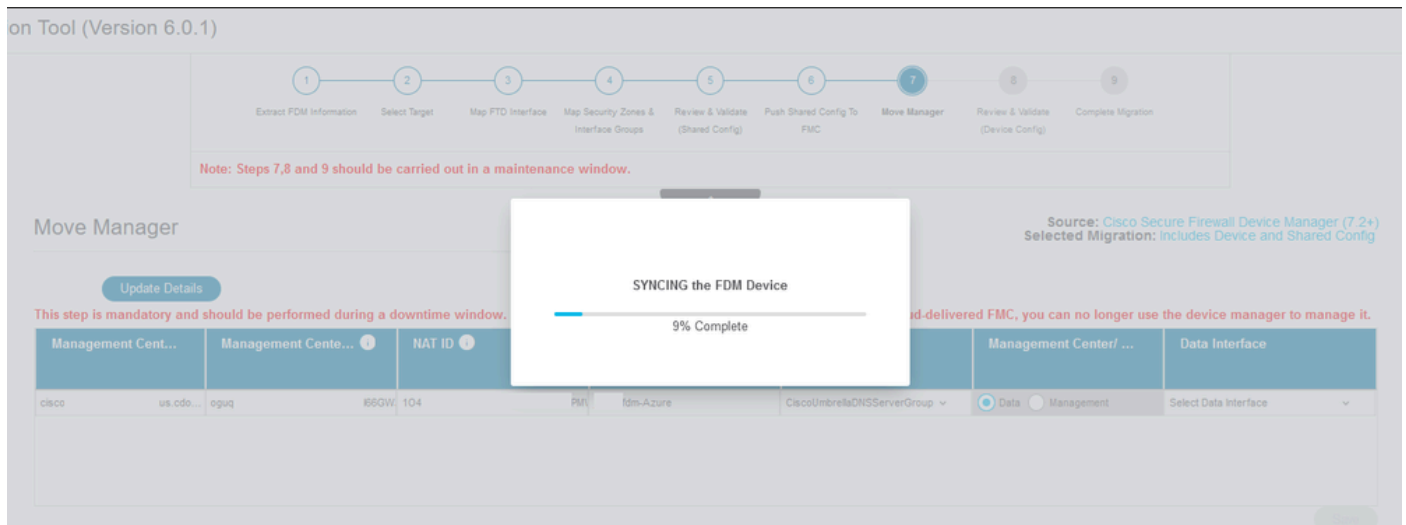 on Tool (Version 6.0.1)
1 2 3 4 5 6 7 8 9
Extract FDM Information Select Target Map FTD Interface Map Security Zones & Interface Groups Review & Validate (Shared Config) Push Shared Config To FMC Move Manager Review & Validate (Device Config) Complete Migration
Note: Steps 7,8 and 9 should be carried out in a maintenance window.
Move Manager
Source: Cisco Secure Firewall Device Manager (7.2+)
Selected Migration: Includes Device and Shared Config
SYNCING the FDM Device
9% Complete
Update Details
This step is mandatory and should be performed during a downtime window. ud-delivered FMC, you can no longer use the device manager to manage it.
Management Cent... Management Cente... NAT ID Management Center/ ... Data Interface
cisco us.cdo... oguq I66GW 1O4 PM fdm-Azure CiscoUmbrellaDNSServerGroup Data Management Select Data Interface